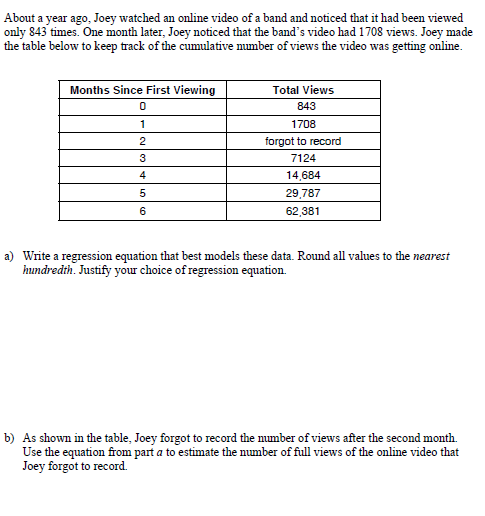 About a year ago, Joey watched an online video of a band and noticed that it had been viewed
only 843 times. One month later, Joey noticed that the band's video had 1708 views. Joey made
the table below to keep track of the cumulative number of views the video was getting online.
Months Since First Viewing Total Views
0 843
1 1708
2 forgot to record
3 7124
4 14,684
5 29,787
6 62,381
a) Write a regression equation that best models these data. Round all values to the nearest
hundredth. Justify your choice of regression equation.
b) As shown in the table, Joey forgot to record the number of views after the second month.
Use the equation from part a to estimate the number of full views of the online video that
Joey forgot to record.